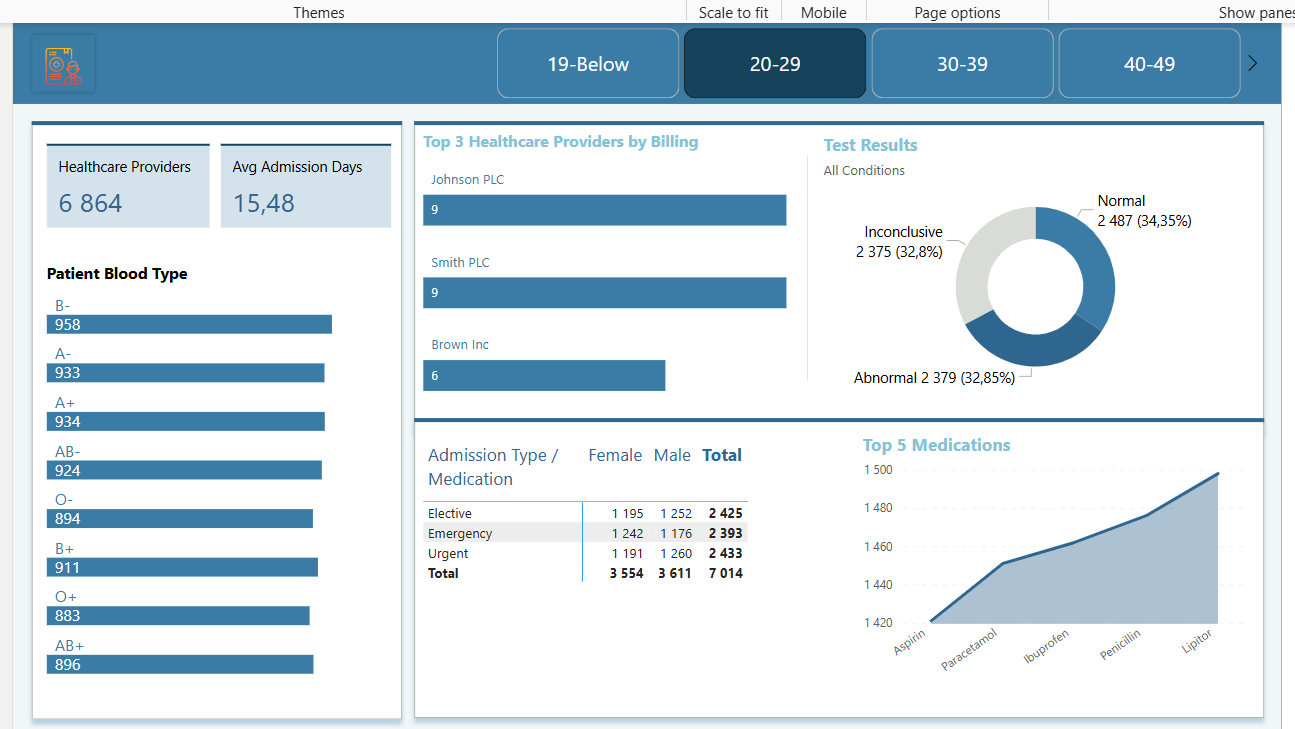 Themes
Scale to fit
Mobile
Page options
Show panes
19-Below
20-29
30-39
40-49
Healthcare Providers
6 864
Avg Admission Days
15,48
Patient Blood Type
B-
958
A-
933
A+
934
AB-
924
O-
894
B+
911
O+
883
AB+
896
Top 3 Healthcare Providers by Billing
Johnson PLC
9
Smith PLC
9
Brown Inc
6
Test Results
All Conditions
Normal
2 487 (34,35%)
Inconclusive
2 375 (32,8%)
Abnormal 2 379 (32,85%)
Admission Type / Female Male Total
Medication
Elective 1 195 1 252 2 425
Emergency 1 242 1 176 2 393
Urgent 1 191 1 260 2 433
Total 3 554 3 611 7 014
Top 5 Medications
1 500
1 480
1 460
1 440
1 420
Aspirin
Paracetamol
Ibuprofen
Penicillin
Lipitor